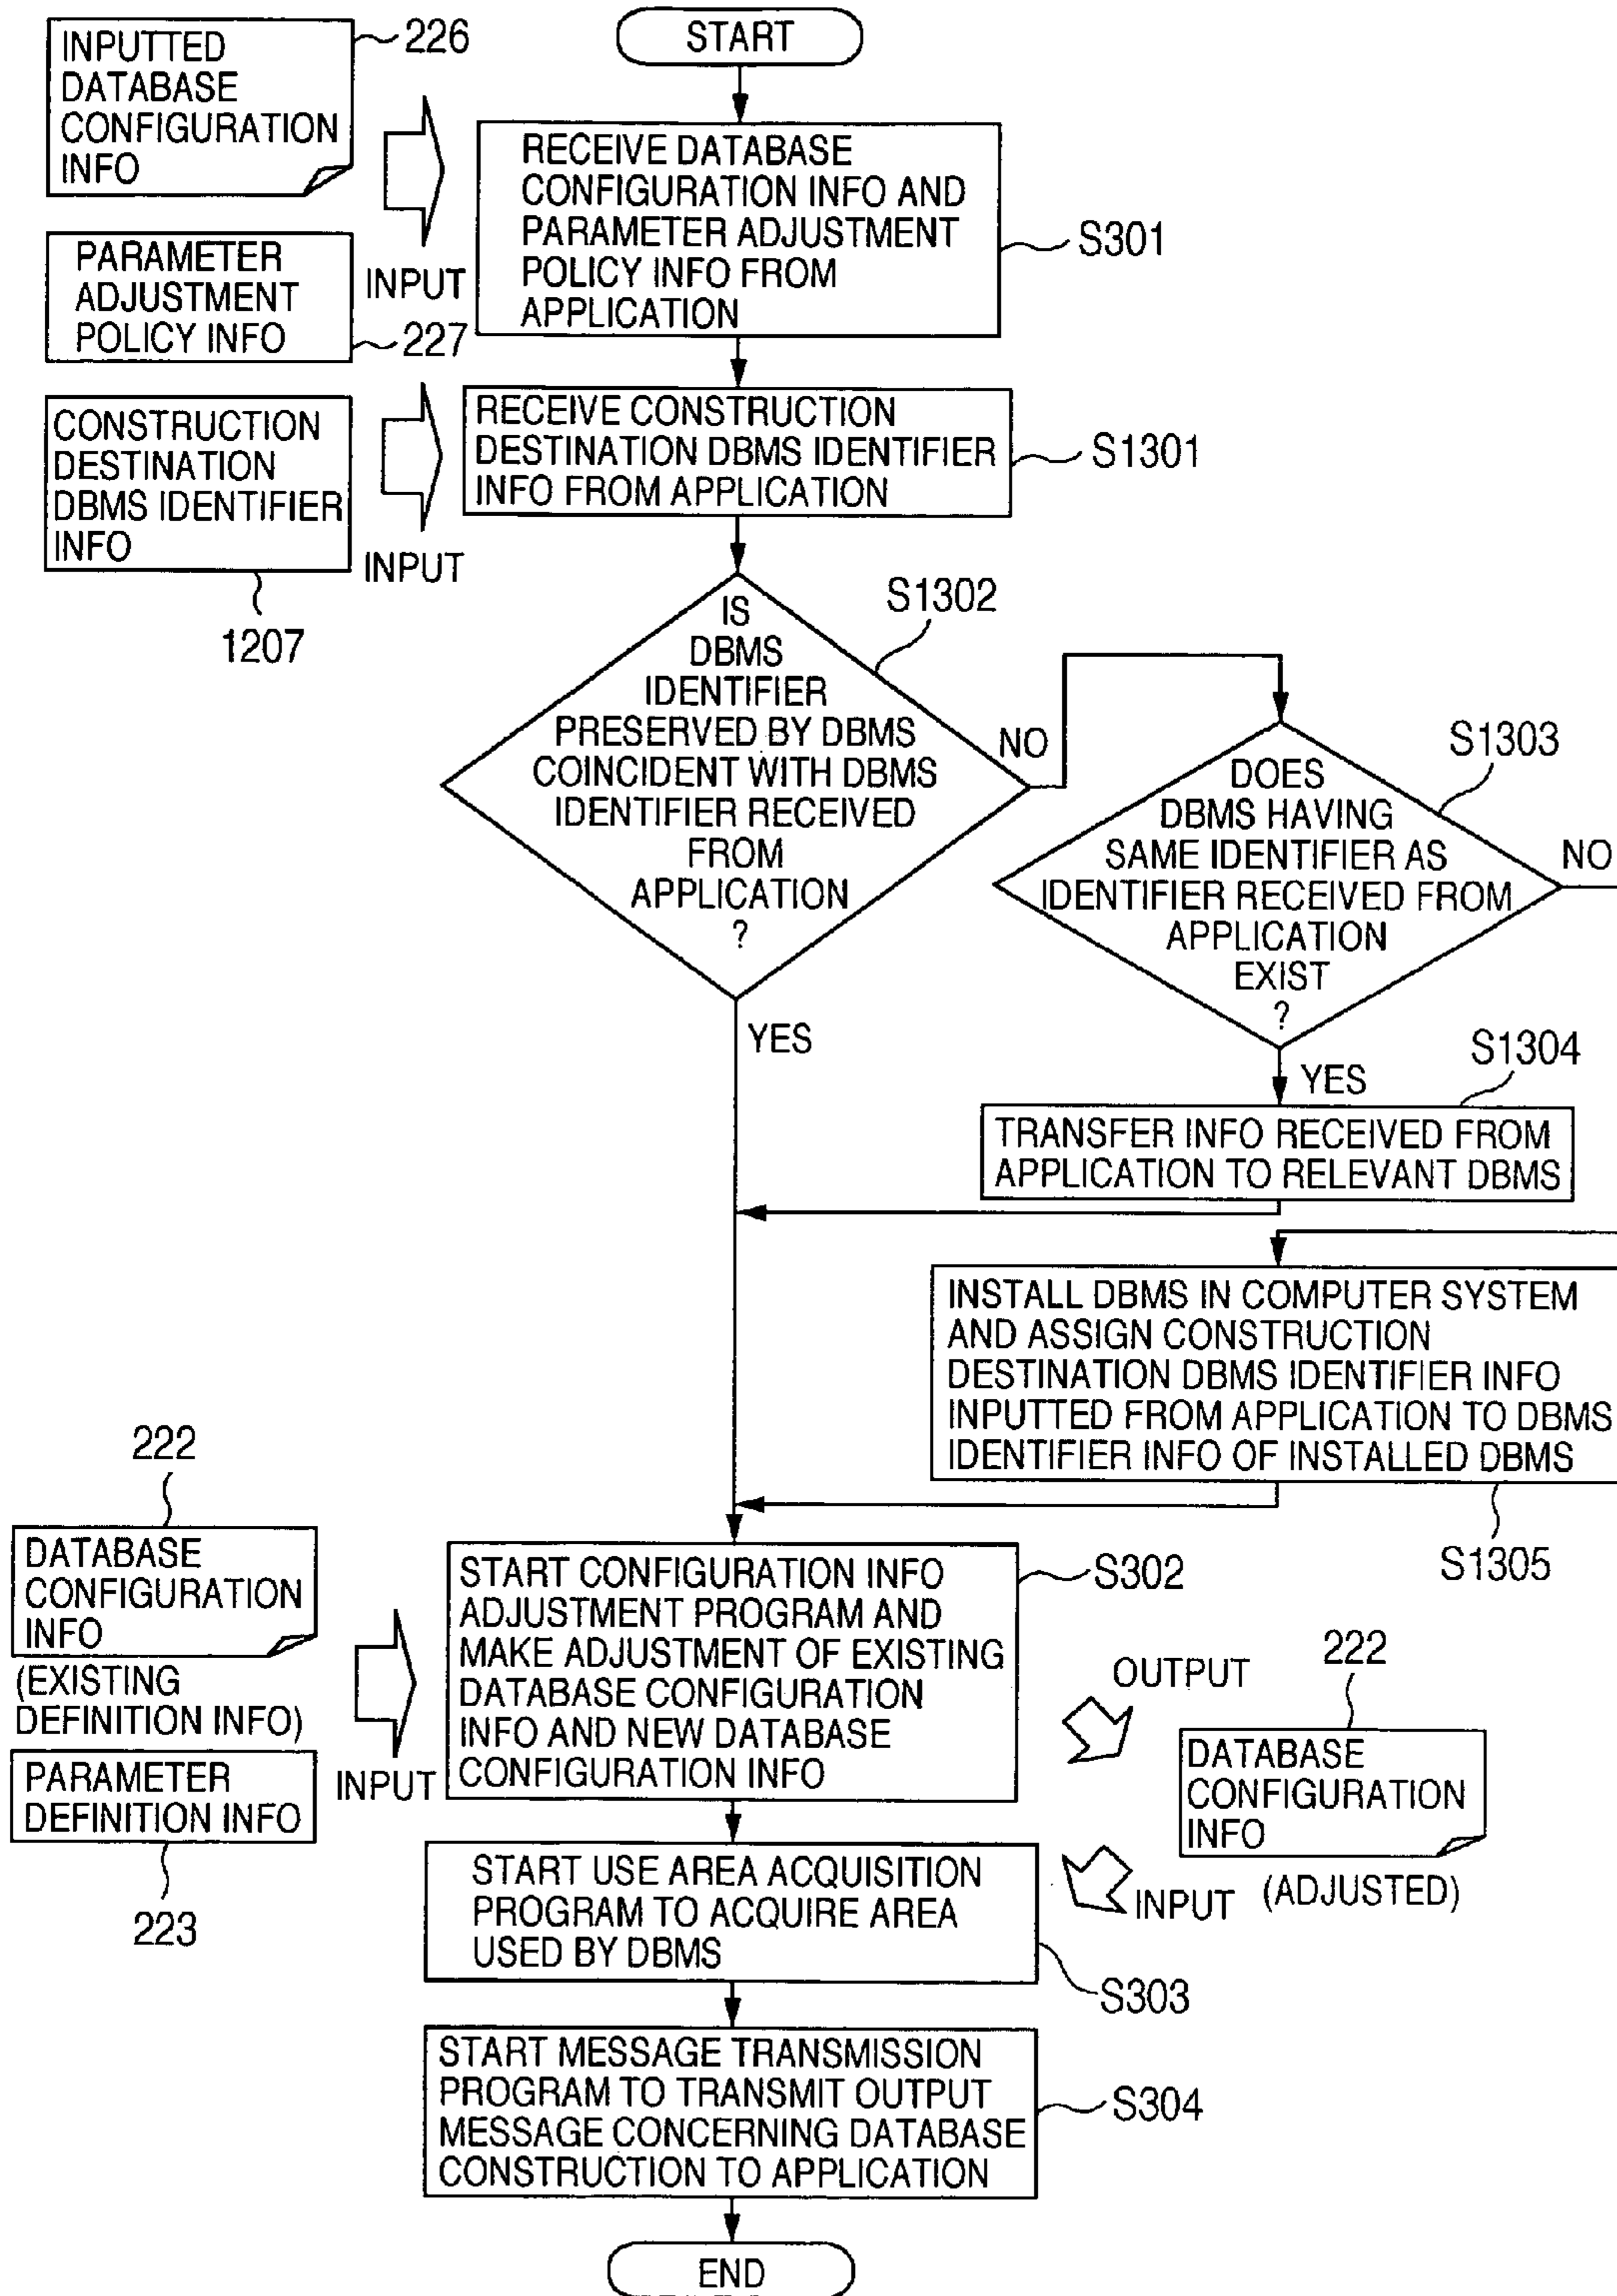 INPUTTED
DATABASE
CONFIGURATION
INFO
226
START
PARAMETER
ADJUSTMENT
POLICY INFO
227
INPUT
RECEIVE DATABASE
CONFIGURATION INFO AND
PARAMETER ADJUSTMENT
POLICY INFO FROM
APPLICATION
S301
CONSTRUCTION
DESTINATION
DBMS IDENTIFIER
INFO
1207
INPUT
RECEIVE CONSTRUCTION
DESTINATION DBMS IDENTIFIER
INFO FROM APPLICATION
S1301
IS
DBMS
IDENTIFIER
PRESERVED BY DBMS
COINCIDENT WITH DBMS
IDENTIFIER RECEIVED
FROM
APPLICATION
?
S1302
NO
YES
DOES
DBMS HAVING
SAME IDENTIFIER AS
IDENTIFIER RECEIVED FROM
APPLICATION
EXIST
?
S1303
NO
YES
S1304
TRANSFER INFO RECEIVED FROM
APPLICATION TO RELEVANT DBMS
INSTALL DBMS IN COMPUTER SYSTEM
AND ASSIGN CONSTRUCTION
DESTINATION DBMS IDENTIFIER INFO
INPUTTED FROM APPLICATION TO DBMS
IDENTIFIER INFO OF INSTALLED DBMS
S1305
222
DATABASE
CONFIGURATION
INFO
(EXISTING
DEFINITION INFO)
PARAMETER
DEFINITION INFO
223
INPUT
START CONFIGURATION INFO
ADJUSTMENT PROGRAM AND
MAKE ADJUSTMENT OF EXISTING
DATABASE CONFIGURATION
INFO AND NEW DATABASE
CONFIGURATION INFO
S302
OUTPUT
222
DATABASE
CONFIGURATION
INFO
(ADJUSTED)
INPUT
START USE AREA ACQUISITION
PROGRAM TO ACQUIRE AREA
USED BY DBMS
S303
START MESSAGE TRANSMISSION
PROGRAM TO TRANSMIT OUTPUT
MESSAGE CONCERNING DATABASE
CONSTRUCTION TO APPLICATION
S304
END